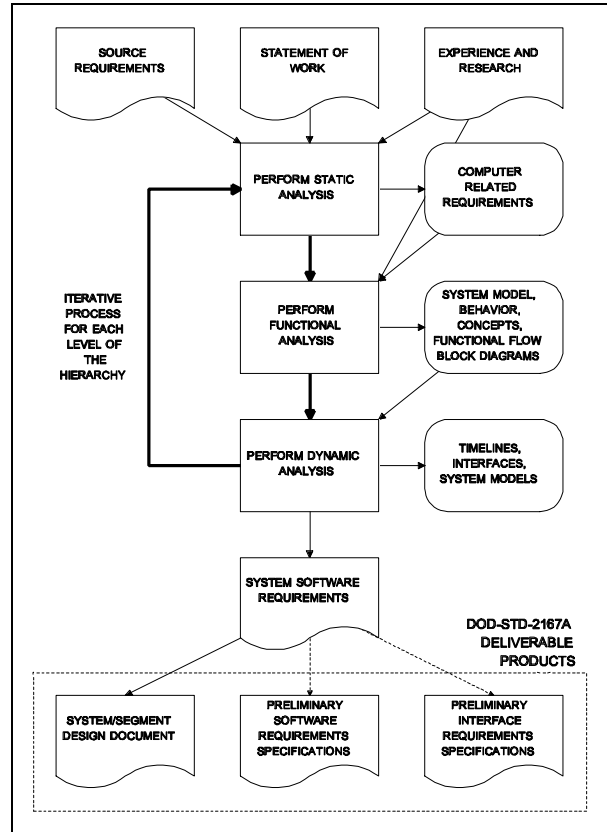 SOURCE
REQUIREMENTS
STATEMENT OF
WORK
EXPERIENCE AND
RESEARCH
PERFORM STATIC
ANALYSIS
COMPUTER
RELATED
REQUIREMENTS
ITERATIVE
PROCESS
FOR EACH
LEVEL OF
THE
HIERARCHY
PERFORM
FUNCTIONAL
ANALYSIS
SYSTEM MODEL,
BEHAVIOR,
CONCEPTS,
FUNCTIONAL FLOW
BLOCK DIAGRAMS
PERFORM DYNAMIC
ANALYSIS
TIMELINES,
INTERFACES,
SYSTEM MODELS
SYSTEM SOFTWARE
REQUIREMENTS
DOD-STD-2167A
DELIVERABLE
PRODUCTS
SYSTEM/SEGMENT
DESIGN DOCUMENT
PRELIMINARY
SOFTWARE
REQUIREMENTS
SPECIFICATIONS
PRELIMINARY
INTERFACE
REQUIREMENTS
SPECIFICATIONS